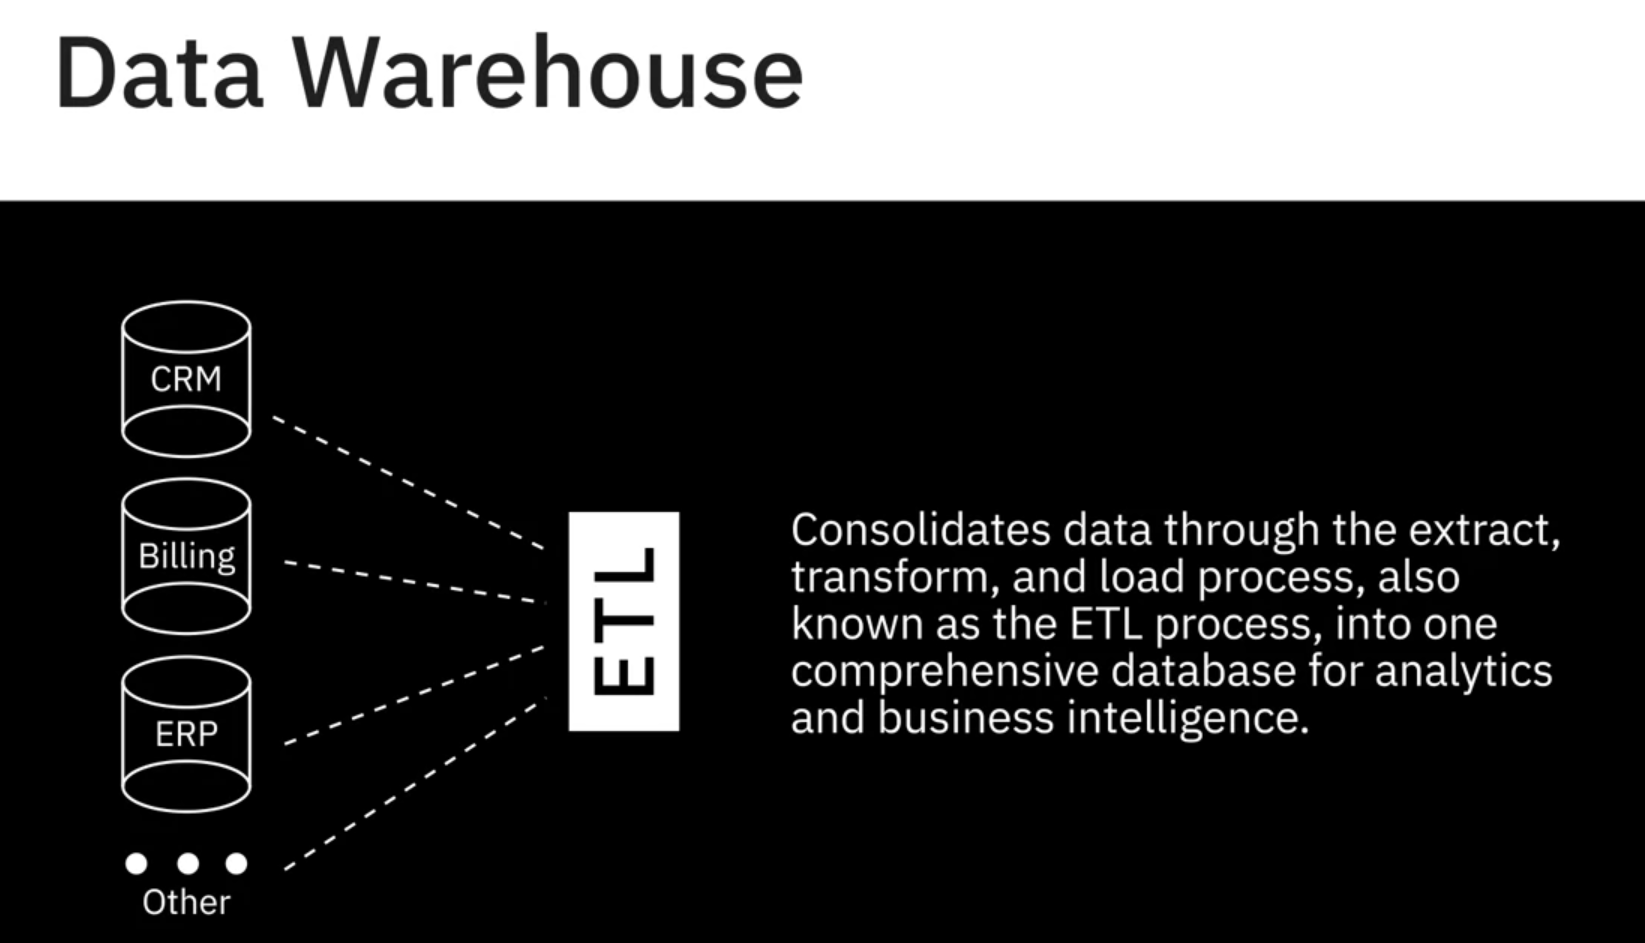 Data Warehouse
CRM
Billing
ERP
Other
ETL
Consolidates data through the extract,
transform, and load process, also
known as the ETL process, into one
comprehensive database for analytics
and business intelligence.